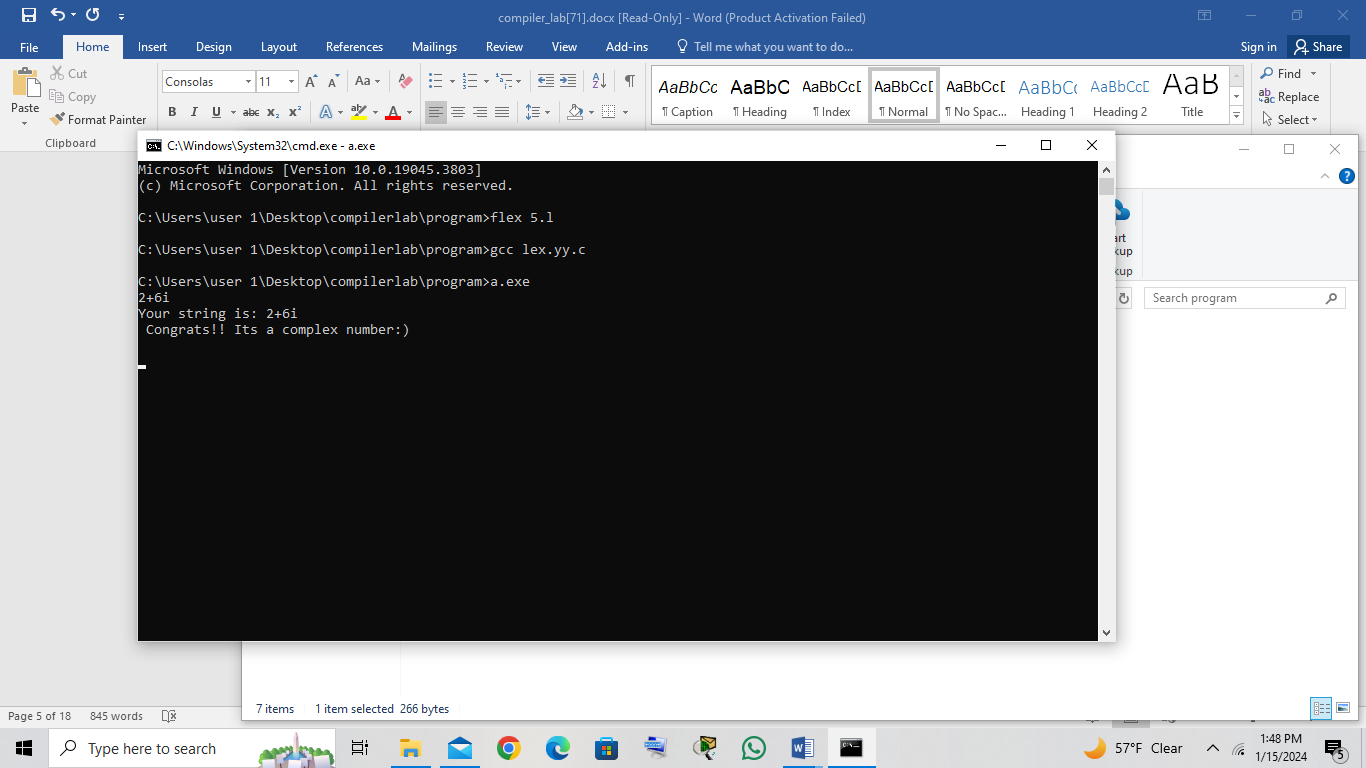 compiler_lab[71].docx [Read-Only] - Word (Product Activation Failed)
File Home Insert Design Layout References Mailings Review View Add-ins Tell me what you want to do... Sign in Share
Paste
Cut
Copy
Format Painter
Clipboard
Consolas 11
AaBbCc
¶ Caption
AaBbC
¶ Heading
AaBbCcD
¶ Index
AaBbCcD
¶ Normal
AaBbCcD
¶ No Spac...
AaBbC
Heading 1
AaBbCcD
Heading 2
AaB
Title
Find
Replace
Select
C:\Windows\System32\cmd.exe - a.exe
Microsoft Windows [Version 10.0.19045.3803]
(c) Microsoft Corporation. All rights reserved.
C:\Users\user 1\Desktop\compilerlab\program>flex 5.l
C:\Users\user 1\Desktop\compilerlab\program>gcc lex.yy.c
C:\Users\user 1\Desktop\compilerlab\program>a.exe
2+6i
Your string is: 2+6i
Congrats!! Its a complex number:)
art
kup
kup
Search program
7 items 1 item selected 266 bytes
Page 5 of 18 845 words
Type here to search
57°F Clear
1:48 PM
1/15/2024
5